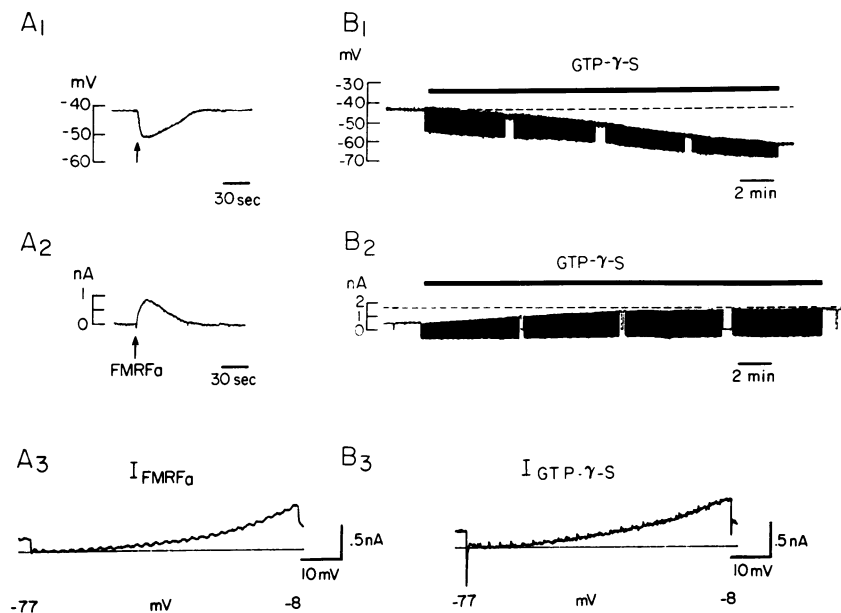 A1
mV
-40
-50
-60
30 sec
B1
mV
GTP-γ-S
-30
-40
-50
-60
-70
2 min
A2
nA
1
0
FMRFa
30 sec
B2
nA
GTP-γ-S
2
1
0
2 min
A3
I FMRFa
.5nA
10mV
-77 mV -8
B3
I GTP-γ-S
.5nA
10mV
-77 mV -8